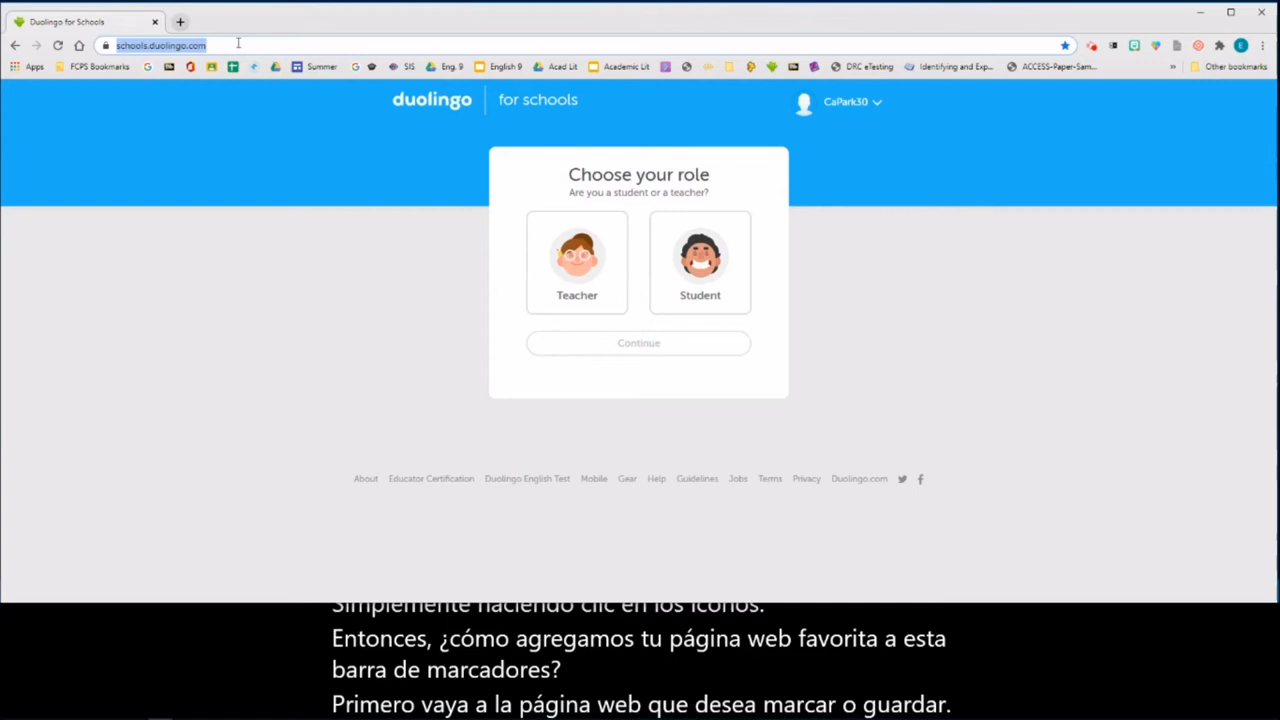 Duolingo for Schools
schools.duolingo.com
Apps FCPS Bookmarks Summer SIS Eng. 9 English 9 Acad Lit Academic Lit DRC eTesting Identifying and Exp... ACCESS-Paper-Sam... » Other bookmarks
duolingo for schools CaPark30
Choose your role
Are you a student or a teacher?
Teacher Student
Continue
About Educator Certification Duolingo English Test Mobile Gear Help Guidelines Jobs Terms Privacy Duolingo.com
Simplemente haciendo clic en los iconos.
Entonces, ¿cómo agregamos tu página web favorita a esta
barra de marcadores?
Primero vaya a la página web que desea marcar o guardar.